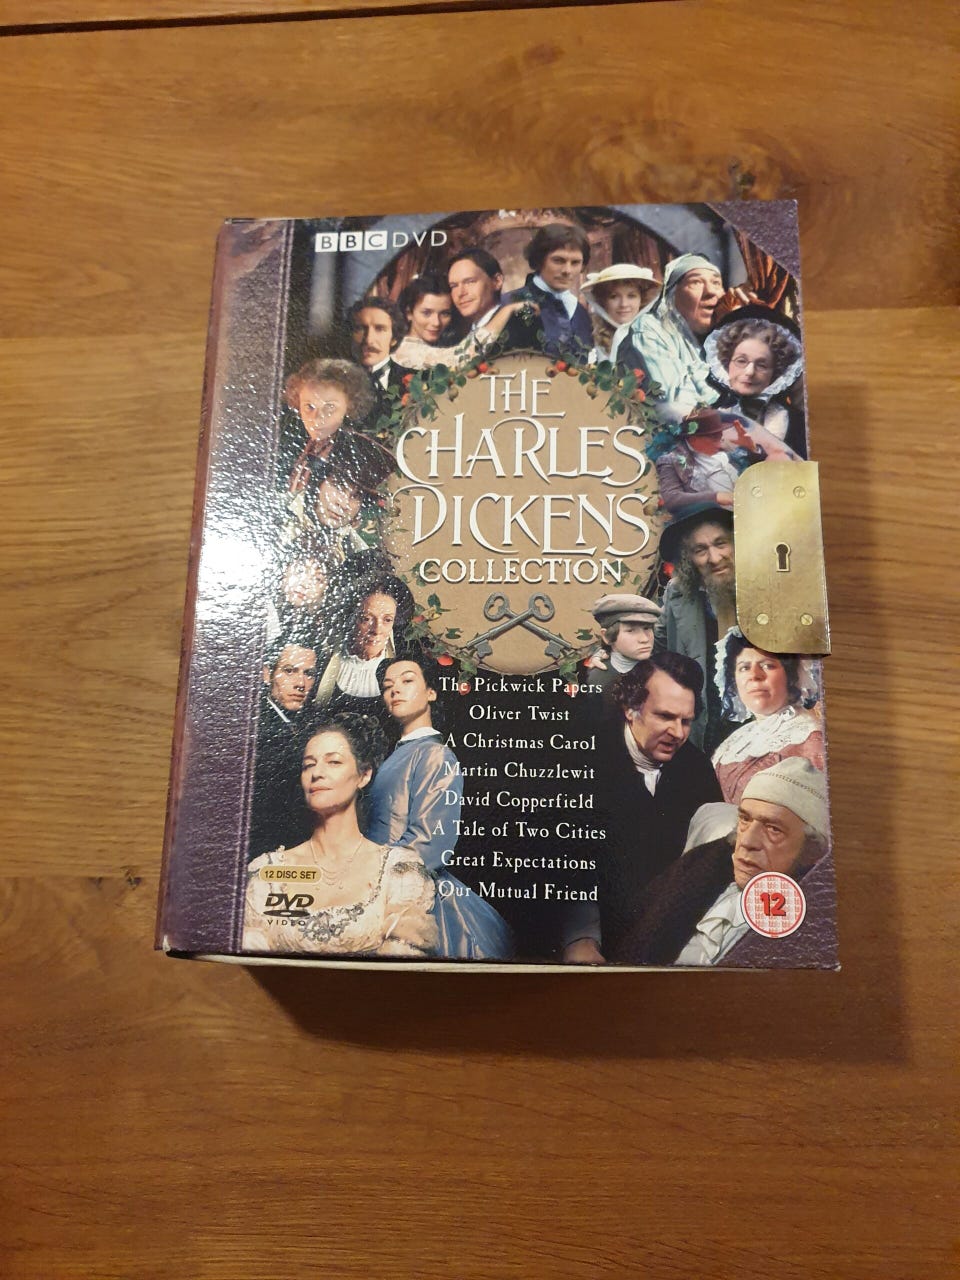 BBC DVD
THE
CHARLES
DICKENS
COLLECTION
The Pickwick Papers
Oliver Twist
A Christmas Carol
Martin Chuzzlewit
David Copperfield
A Tale of Two Cities
Great Expectations
Our Mutual Friend
12 DISC SET
DVD
VIDEO
12